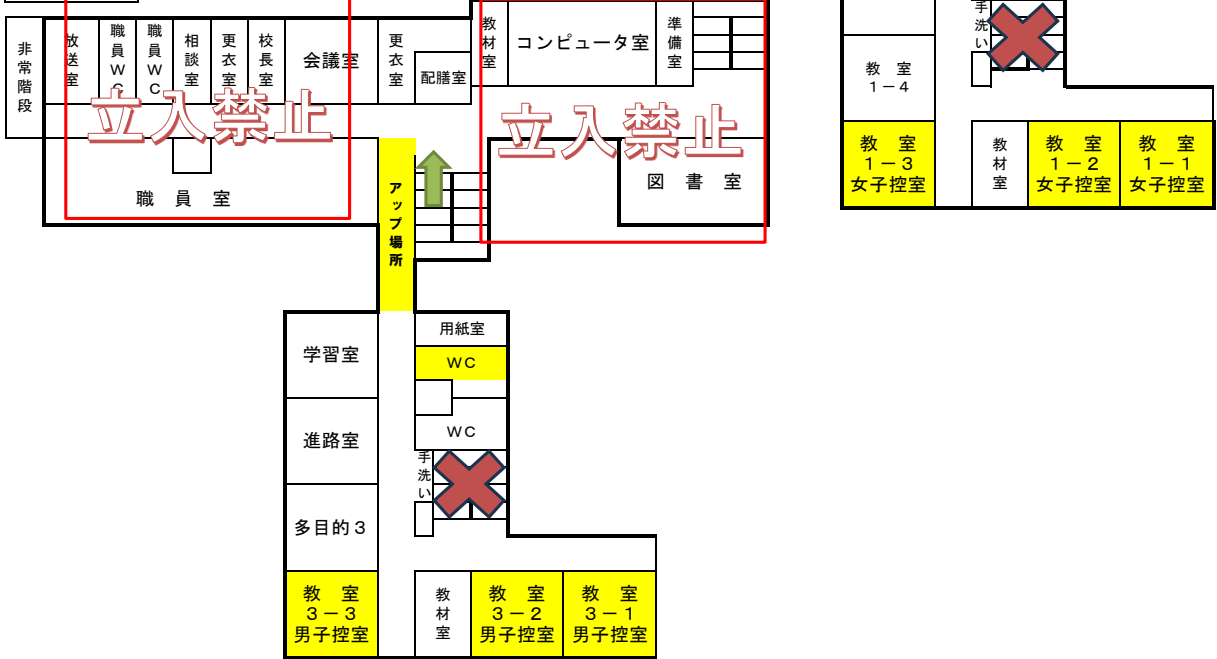 非常階段
放送室
職員WC
職員WC
相談室
更衣室
校長室
会議室
更衣室
配膳室
教材室
コンピュータ室
準備室
立入禁止
立入禁止
職　員　室
アップ場所
図　書　室
手洗い
教　室
１－４
教　室
１－３
女子控室
教材室
教　室
１－２
女子控室
教　室
１－１
女子控室
学習室
用紙室
ＷＣ
進路室
ＷＣ
手洗い
多目的３
教　室
３－３
男子控室
教材室
教　室
３－２
男子控室
教　室
３－１
男子控室